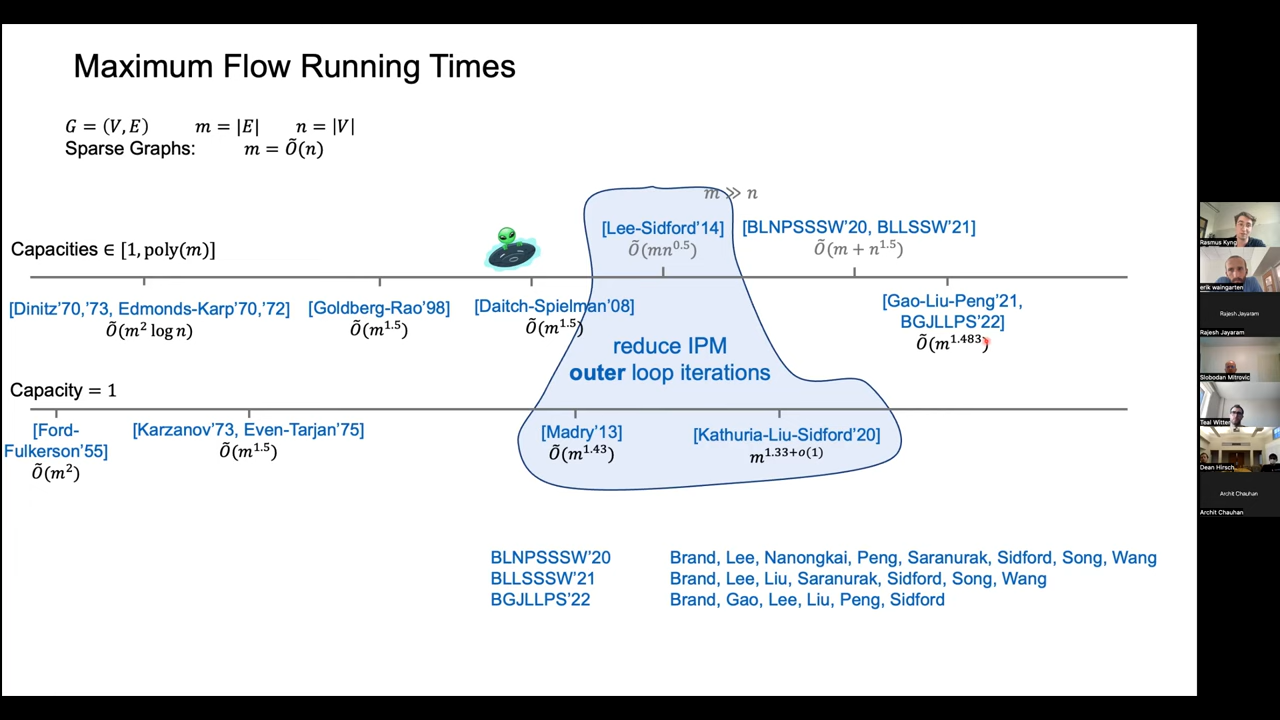 Maximum Flow Running Times
G = (V, E) m = |E| n = |V|
Sparse Graphs: m = Õ(n)
m ≫ n
[Lee-Sidford'14] [BLNPSSSW'20, BLLSSW'21]
Capacities ∈ [1, poly(m)] Õ(mn^0.5) Õ(m + n^1.5)
[Dinitz'70,'73, Edmonds-Karp'70,'72] [Goldberg-Rao'98] [Daitch-Spielman'08] [Gao-Liu-Peng'21,
BGJLLPS'22]
Õ(m² log n) Õ(m^1.5) Õ(m^1.5) Õ(m^1.483)
reduce IPM
outer loop iterations
Capacity = 1
[Ford-
Fulkerson'55] [Karzanov'73, Even-Tarjan'75] [Madry'13] [Kathuria-Liu-Sidford'20]
Õ(m²) Õ(m^1.5) Õ(m^1.43) m^1.33+o(1)
BLNPSSSW'20 Brand, Lee, Nanongkai, Peng, Saranurak, Sidford, Song, Wang
BLLSSSW'21 Brand, Lee, Liu, Saranurak, Sidford, Song, Wang
BGJLLPS'22 Brand, Gao, Lee, Liu, Peng, Sidford
Rasmus Kyng
erik waingarten
Rajesh Jayaram
Rajesh Jayaram
Slobodan Mitrovic
Teal Witter
Dean Hirsch
Archit Chauhan
Archit Chauhan